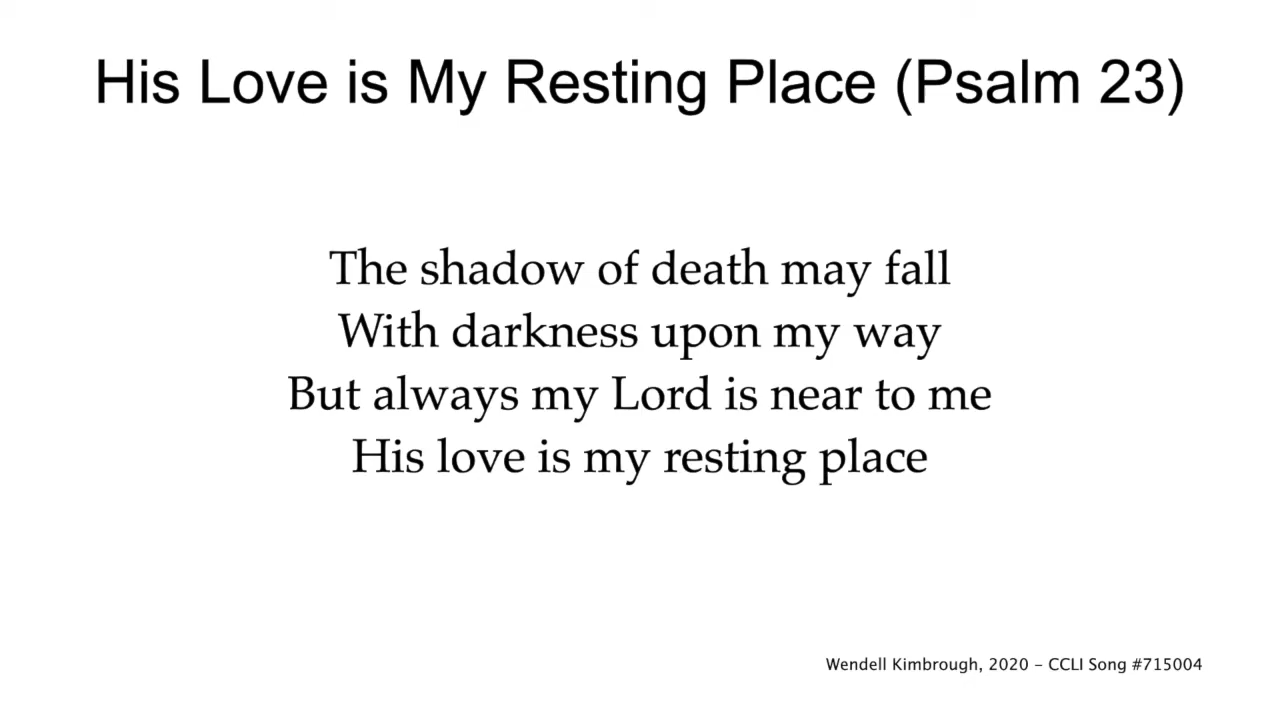 His Love is My Resting Place (Psalm 23)
The shadow of death may fall
With darkness upon my way
But always my Lord is near to me
His love is my resting place
Wendell Kimbrough, 2020 – CCLI Song #715004